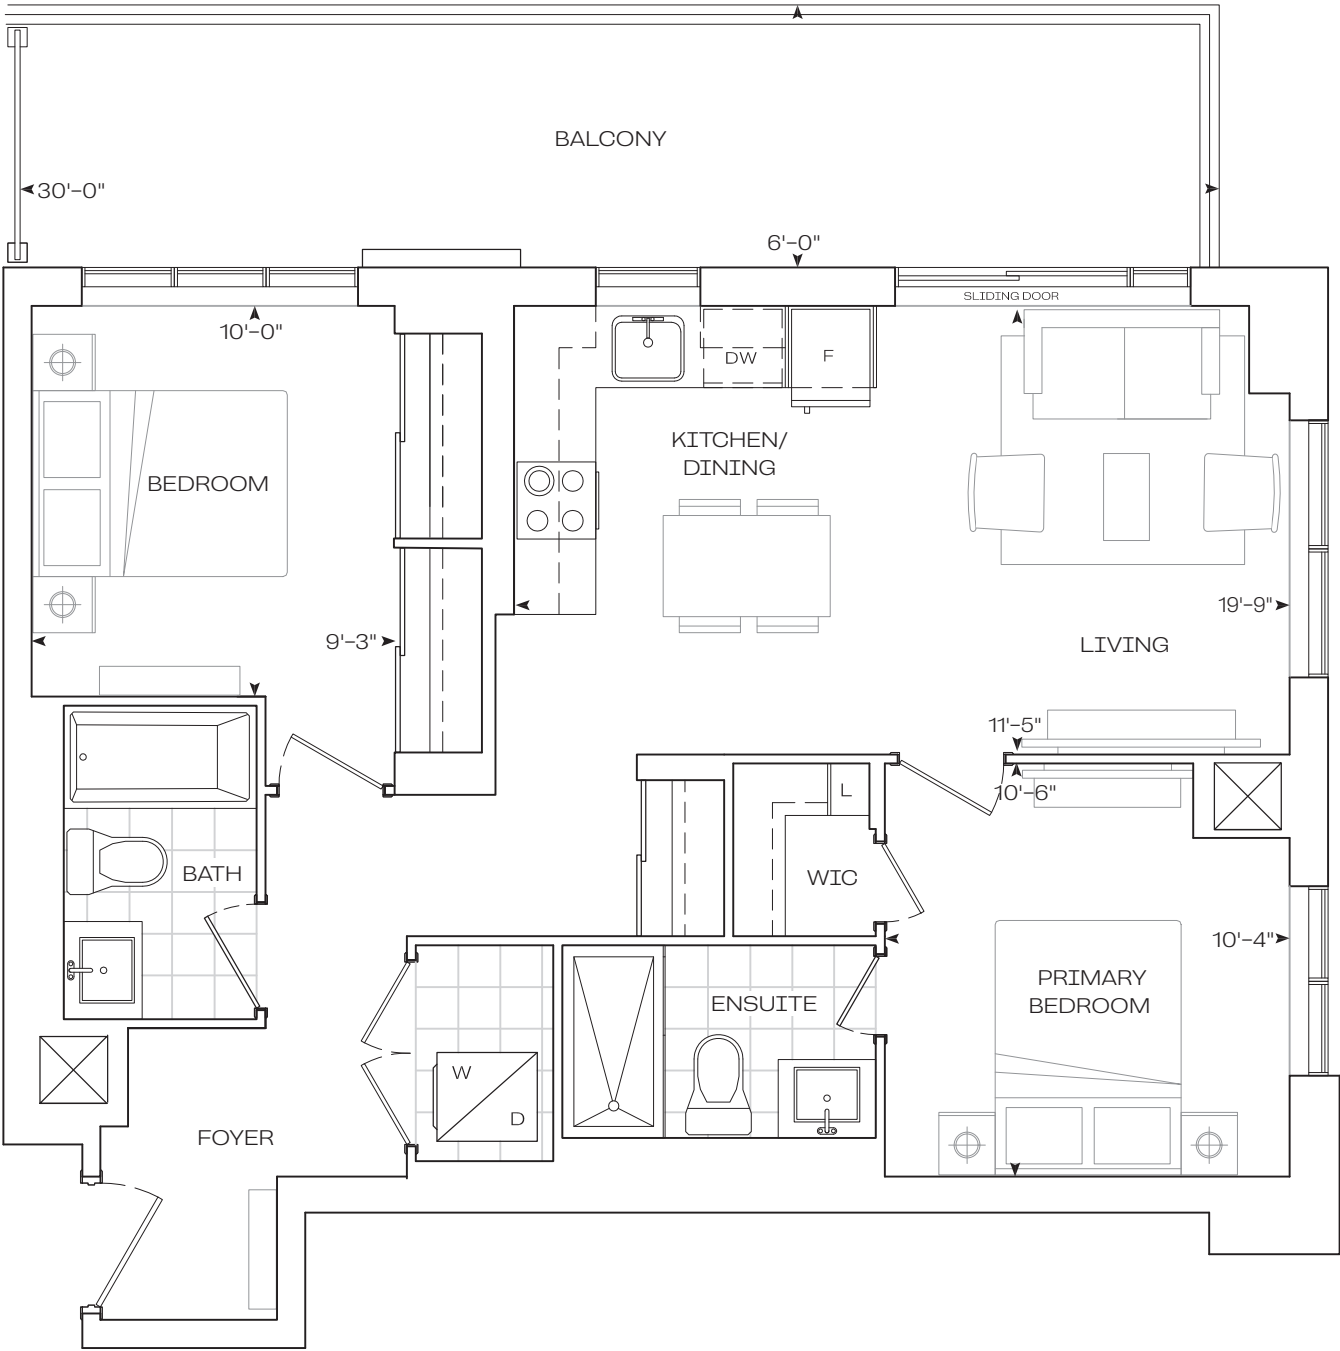 BALCONY
30'-0"
6'-0"
SLIDING DOOR
10'-0"
DW
F
KITCHEN/
DINING
BEDROOM
19'-9"
9'-3"
LIVING
11'-5"
10'-6"
L
BATH
WIC
10'-4"
PRIMARY
BEDROOM
ENSUITE
W
D
FOYER